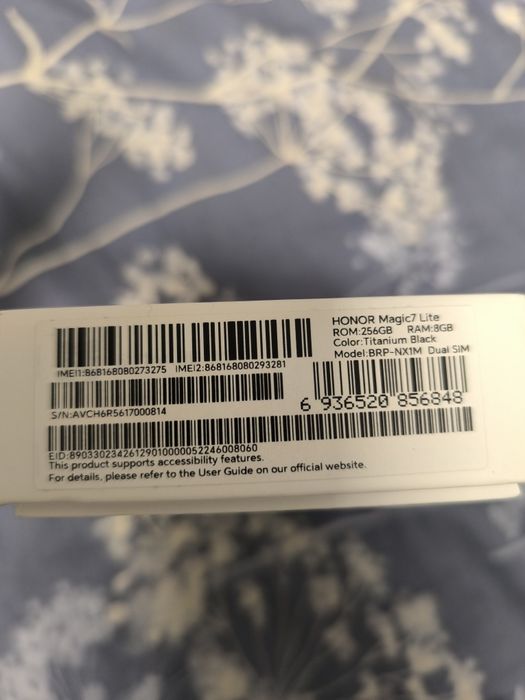 HONOR Magic7 Lite
ROM:256GB RAM:8GB
Color:Titanium Black
Model:BRP-NX1M Dual SIM
IMEI1:868168080273275 IMEI2:868168080293281
S/N:AVCH6R5617000814
6 936520 856848
EID:89033023426129010000052246008060
This product supports accessibility features.
For details, please refer to the User Guide on our official website.